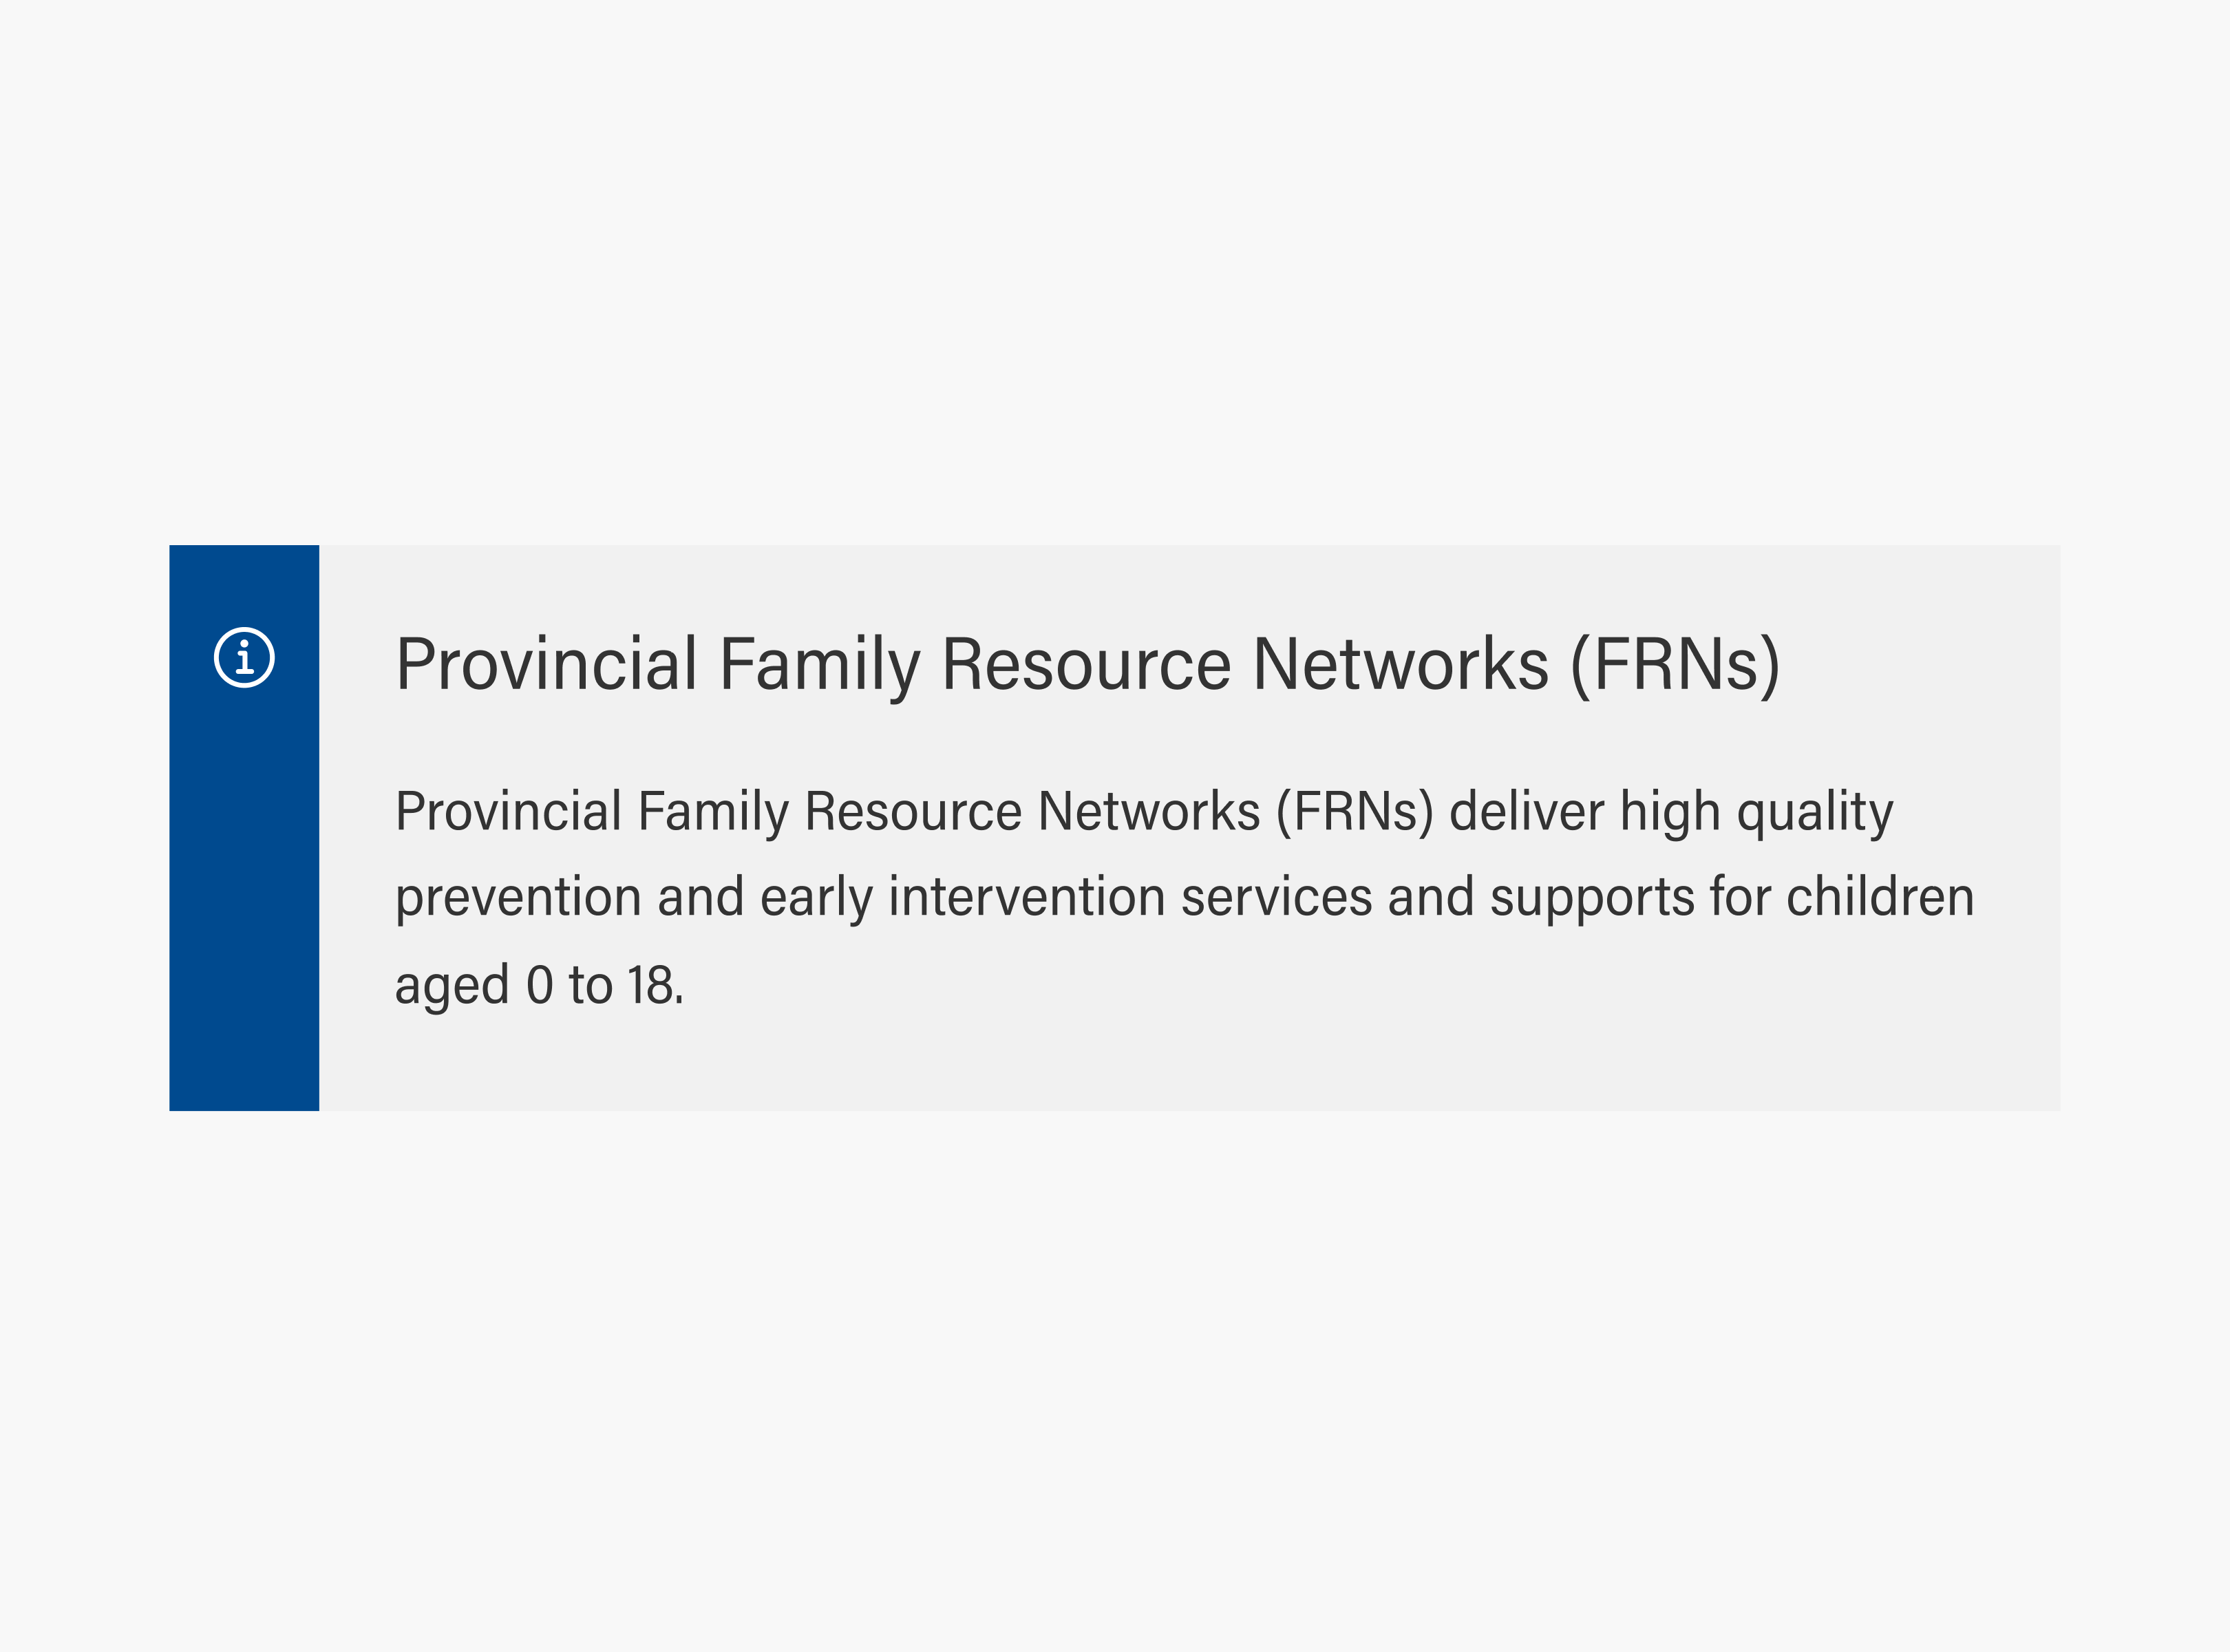 Provincial Family Resource Networks (FRNs)
Provincial Family Resource Networks (FRNs) deliver high quality
prevention and early intervention services and supports for children
aged 0 to 18.